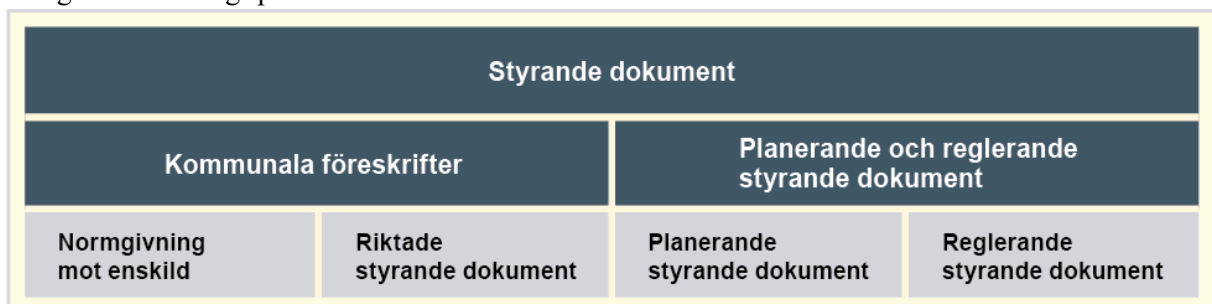 Styrande dokument
Kommunala föreskrifter
Planerande och reglerande
styrande dokument
Normgivning
mot enskild
Riktade
styrande dokument
Planerande
styrande dokument
Reglerande
styrande dokument